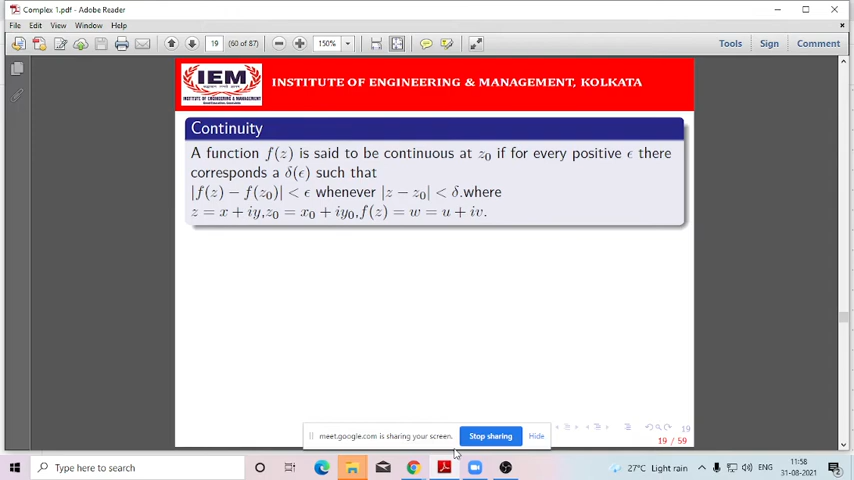 Complex 1.pdf - Adobe Reader
File Edit View Window Help
19 (60 of 87) 150% Tools Sign Comment
IEM INSTITUTE OF ENGINEERING & MANAGEMENT, KOLKATA
Continuity
A function f(z) is said to be continuous at z₀ if for every positive ϵ there
corresponds a δ(ϵ) such that
|f(z) − f(z₀)| < ϵ whenever |z − z₀| < δ.where
z = x + iy,z₀ = x₀ + iy₀,f(z) = w = u + iv.
19
19 / 59
meet.google.com is sharing your screen. Stop sharing Hide
Type here to search 27°C Light rain ENG 11:58
31-08-2021 2